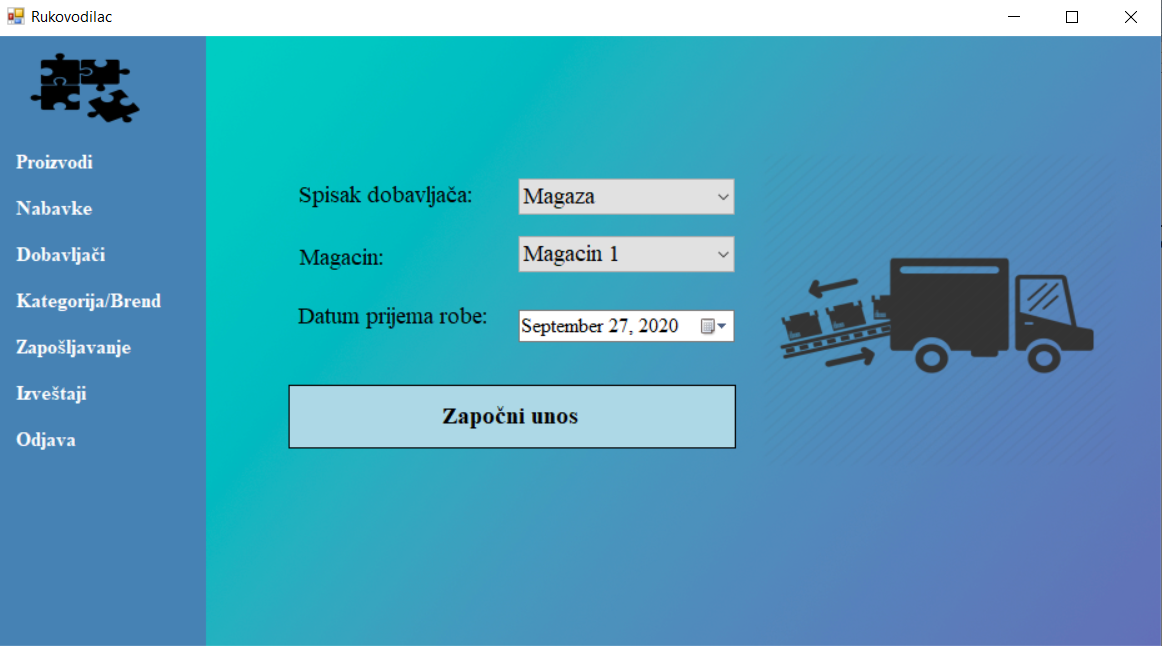 Rukovodilac
Proizvodi
Nabavke
Dobavljači
Kategorija/Brend
Zapošljavanje
Izveštaji
Odjava
Spisak dobavljača:
Magaza
Magacin:
Magacin 1
Datum prijema robe:
September 27, 2020
Započni unos